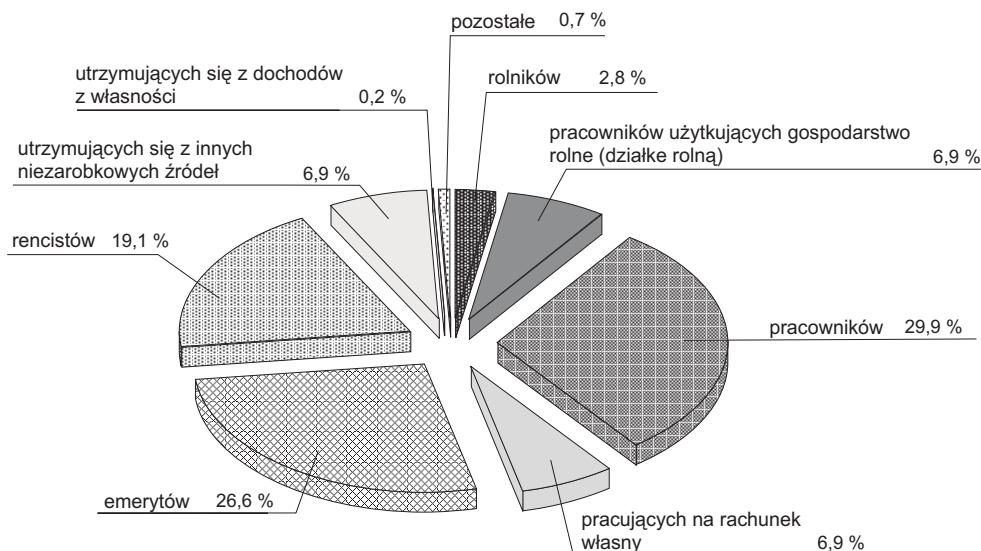 pozostałe 0,7 %
utrzymujących się z dochodów
z własności 0,2 %
rolników 2,8 %
utrzymujących się z innych
niezarobkowych źródeł 6,9 %
pracowników użytkujących gospodarstwo
rolne (działke rolną) 6,9 %
rencistów 19,1 %
pracowników 29,9 %
emerytów 26,6 %
pracujących na rachunek
własny 6,9 %